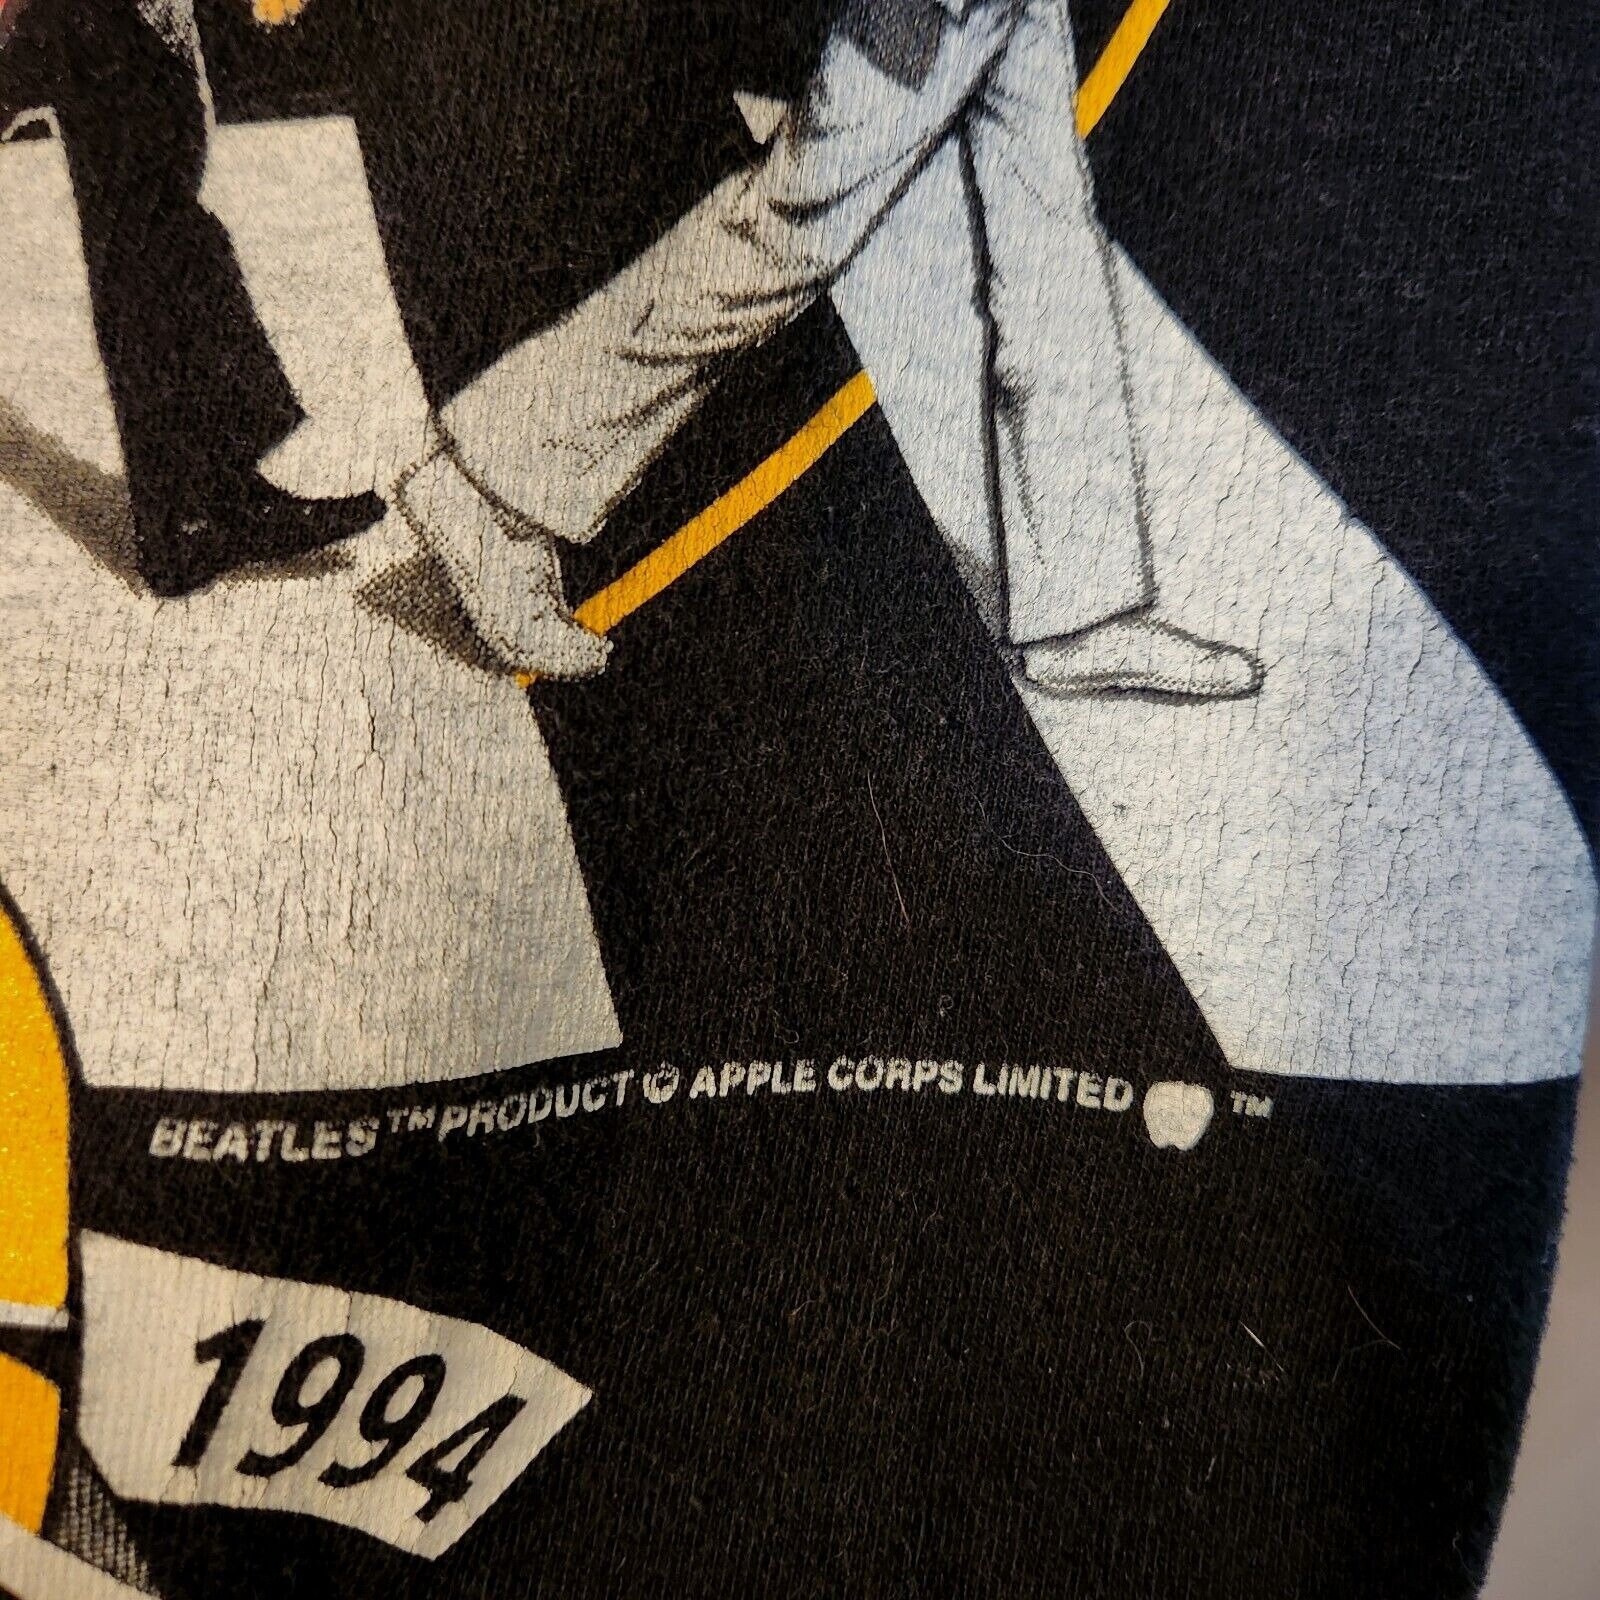 BEATLES™ PRODUCT © APPLE CORPS LIMITED ™
1994